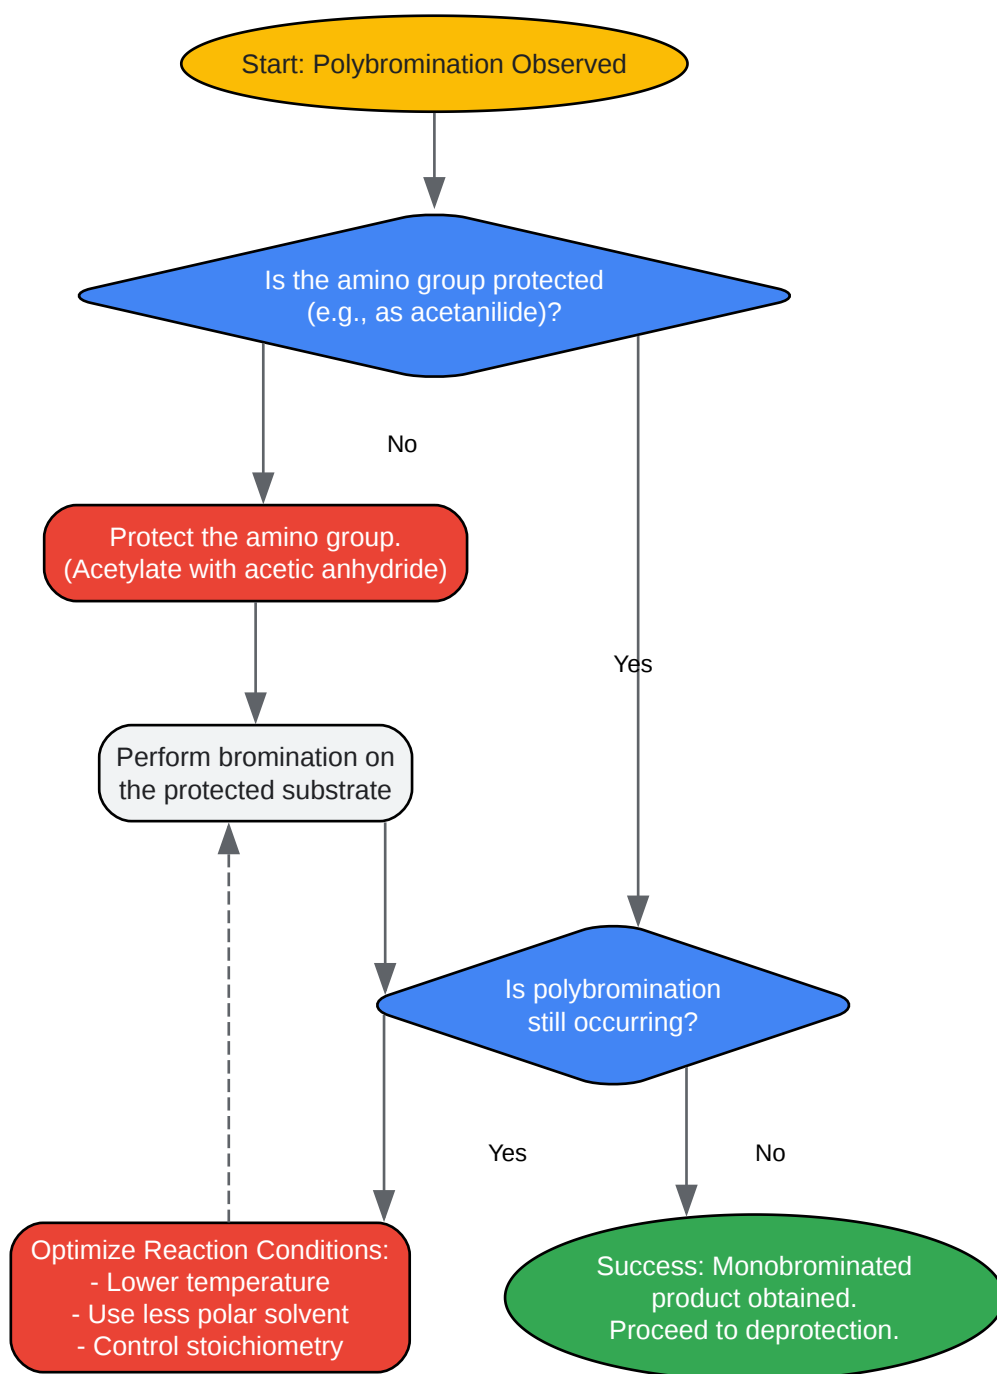 Start: Polybromination Observed
Is the amino group protected
(e.g., as acetanilide)?
No
Protect the amino group.
(Acetylate with acetic anhydride)
Yes
Perform bromination on
the protected substrate
Is polybromination
still occurring?
Yes
No
Optimize Reaction Conditions:
- Lower temperature
- Use less polar solvent
- Control stoichiometry
Success: Monobrominated
product obtained.
Proceed to deprotection.